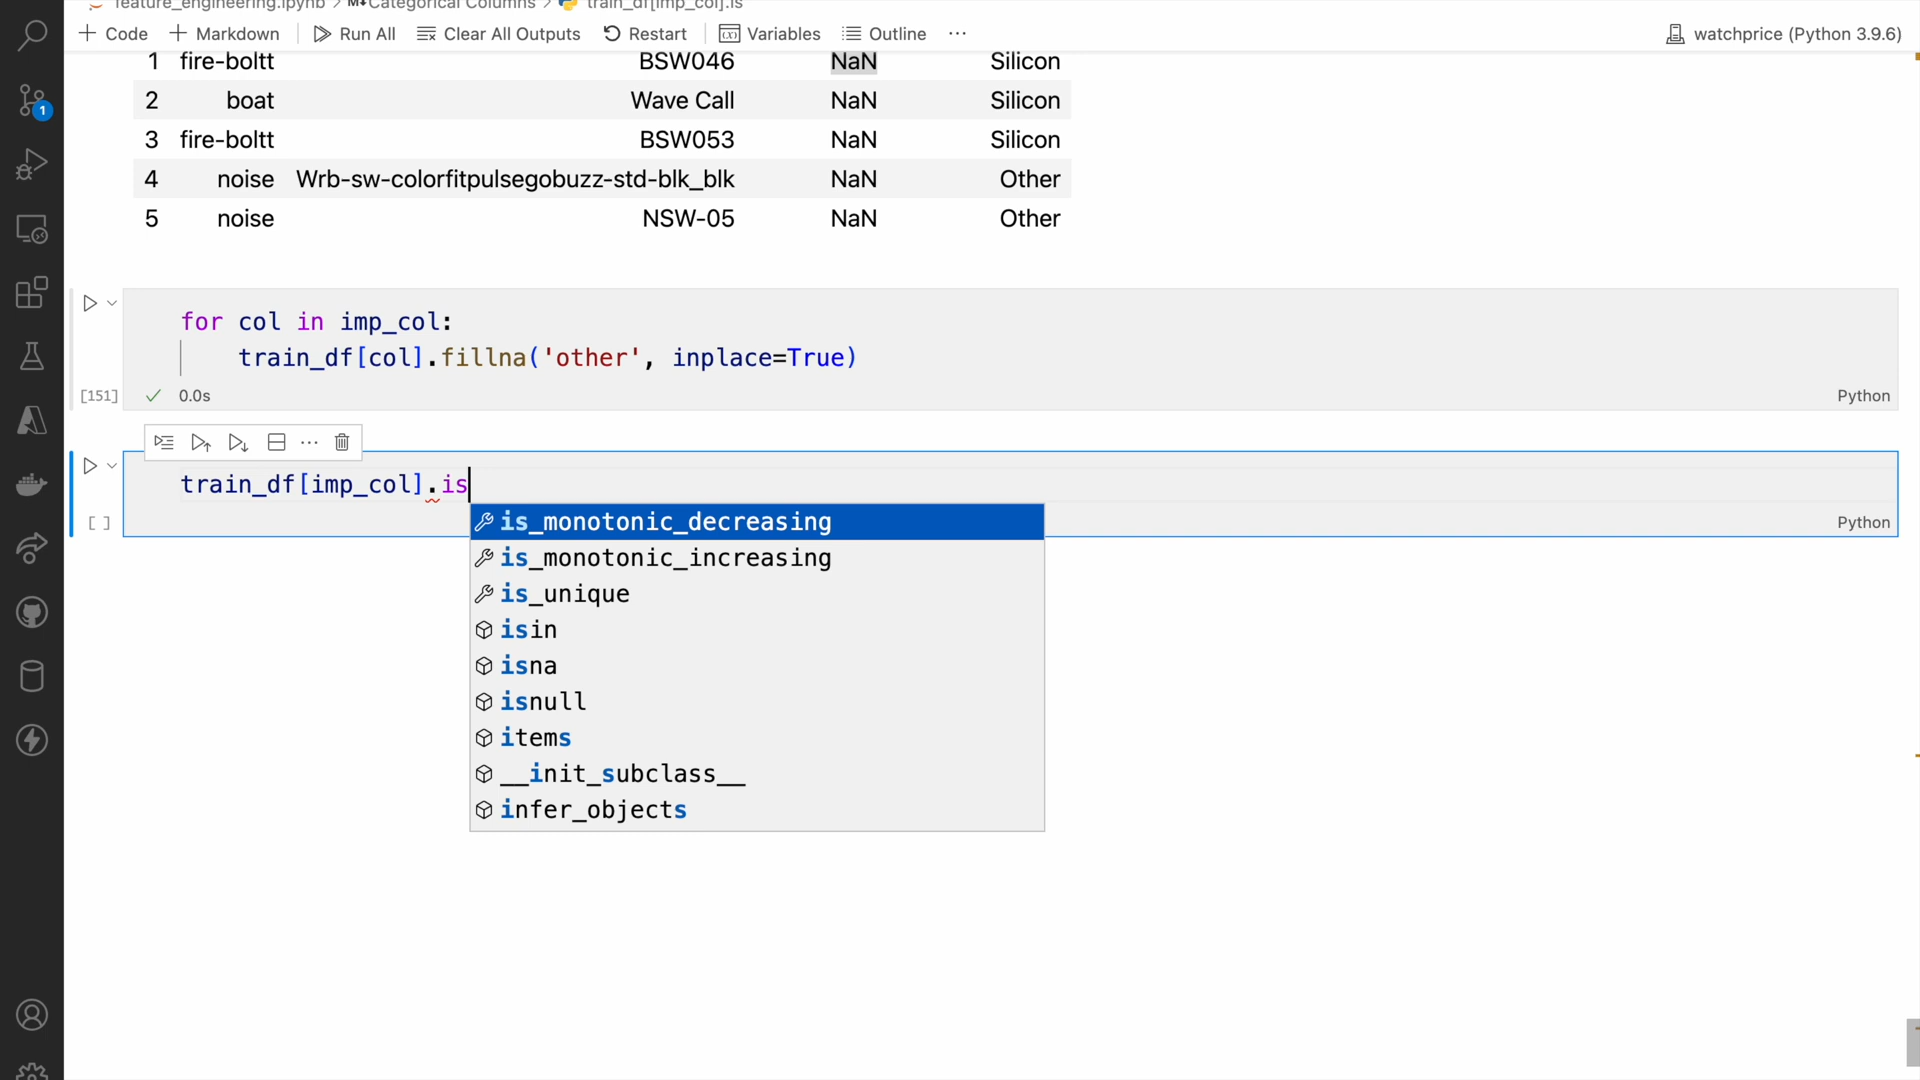 feature_engineering.ipynb > M↓Categorical Columns > train_df[imp_col].is
Code Markdown Run All Clear All Outputs Restart Variables Outline ... watchprice (Python 3.9.6)
1 fire-boltt BSW046 NaN Silicon
2 boat Wave Call NaN Silicon
3 fire-boltt BSW053 NaN Silicon
4 noise Wrb-sw-colorfitpulsegobuzz-std-blk_blk NaN Other
5 noise NSW-05 NaN Other
for col in imp_col:
train_df[col].fillna('other', inplace=True)
[151] 0.0s Python
train_df[imp_col].is
[ ] Python
is_monotonic_decreasing
is_monotonic_increasing
is_unique
isin
isna
isnull
items
__init_subclass__
infer_objects
1